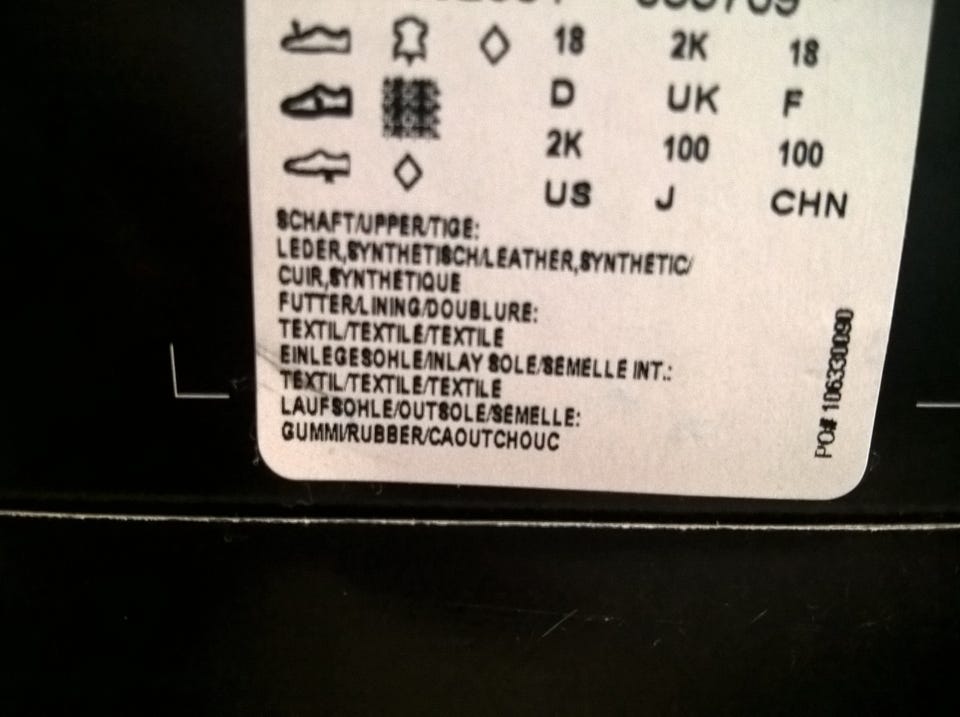 18 2K 18
D UK F
2K 100 100
US J CHN
SCHAFT/UPPER/TIGE:
LEDER,SYNTHETISCH/LEATHER,SYNTHETIC/
CUIR,SYNTHETIQUE
FUTTER/LINING/DOUBLURE:
TEXTIL/TEXTILE/TEXTILE
EINLEGESOHLE/INLAY SOLE/SEMELLE INT.:
TEXTIL/TEXTILE/TEXTILE
LAUFSOHLE/OUTSOLE/SEMELLE:
GUMMI/RUBBER/CAOUTCHOUC
PO# 106330090